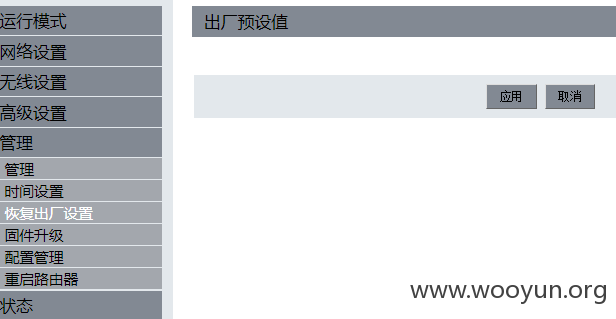 运行模式
网络设置
无线设置
高级设置
管理
管理
时间设置
恢复出厂设置
固件升级
配置管理
重启路由器
状态
出厂预设值
应用 取消
www.wooyun.org